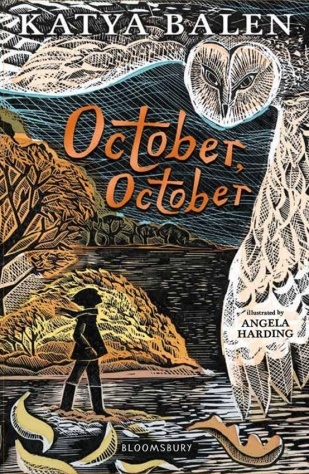 KATYA BALEN
October,
October
illustrated by
ANGELA
HARDING
BLOOMSBURY